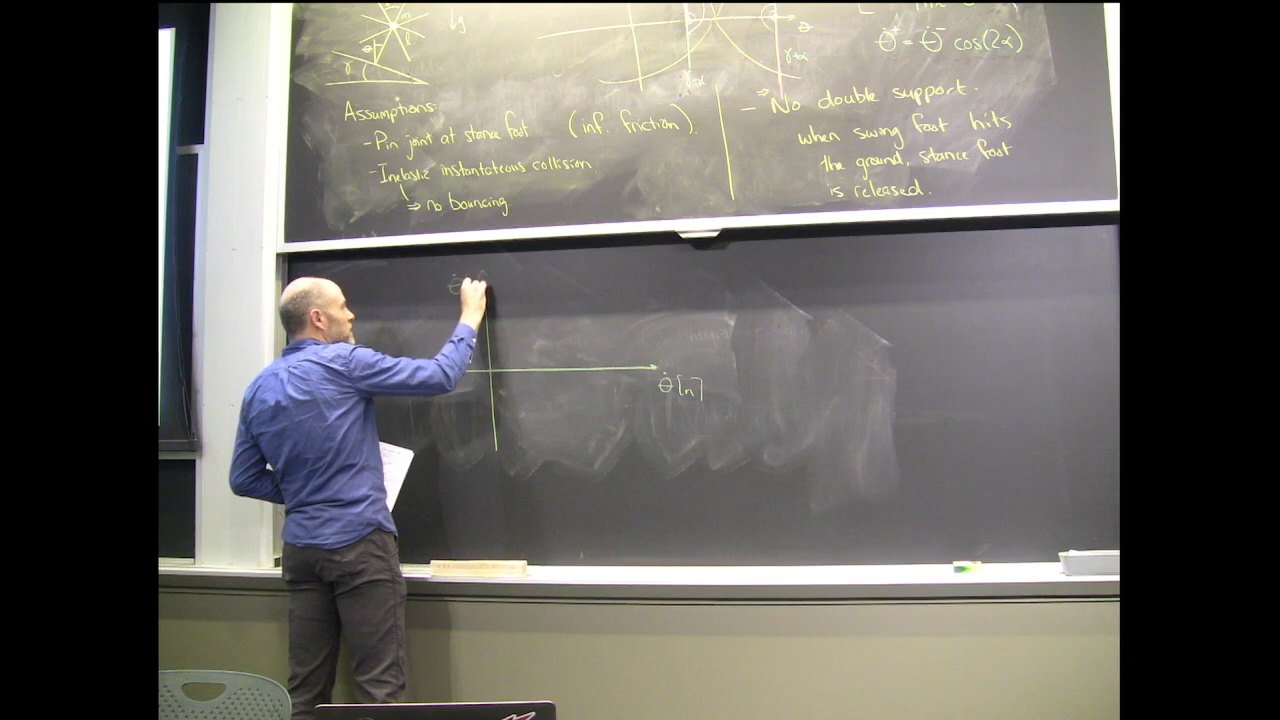 m
g
θ
l
γ
θ
γ-α
γ+α
θ̇⁺ = θ̇⁻ cos(2α)
Assumptions
- Pin joint at stance foot (inf. friction).
- Inelastic instantateous collision
⇒ no bouncing
- No double support.
⇒
when swing foot hits
the ground, stance foot
is released.
θ̇
θ̇[n]